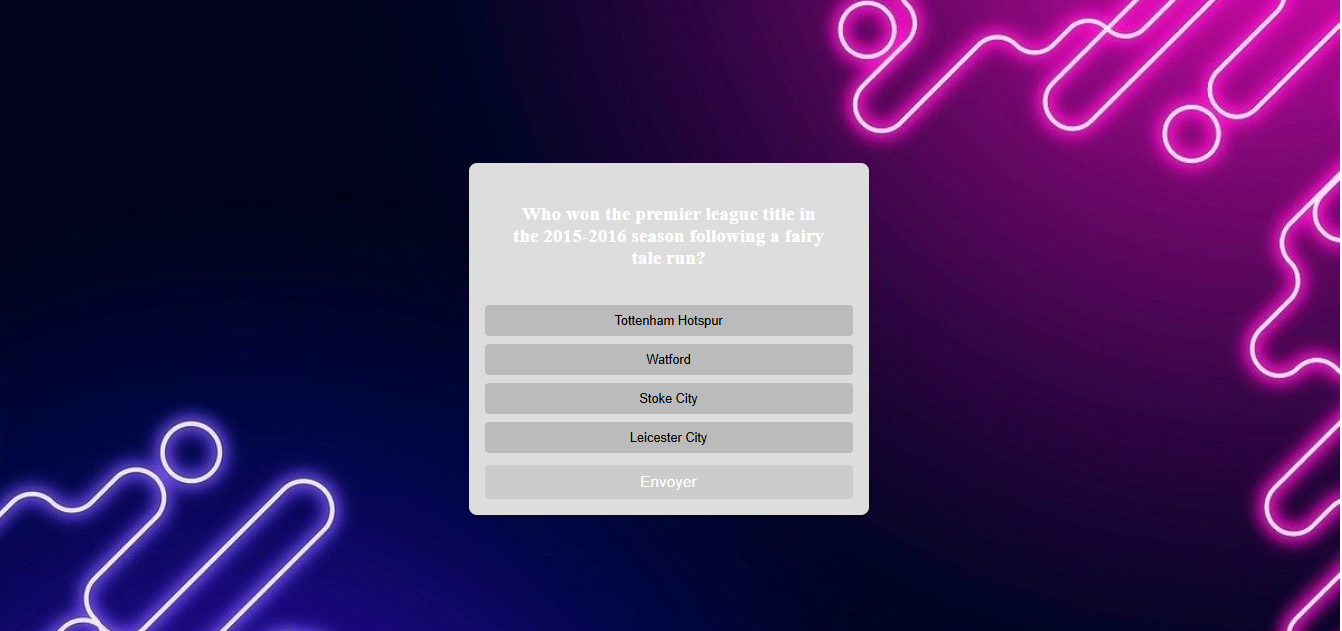 Who won the premier league title in
the 2015-2016 season following a fairy
tale run?
Tottenham Hotspur
Watford
Stoke City
Leicester City
Envoyer